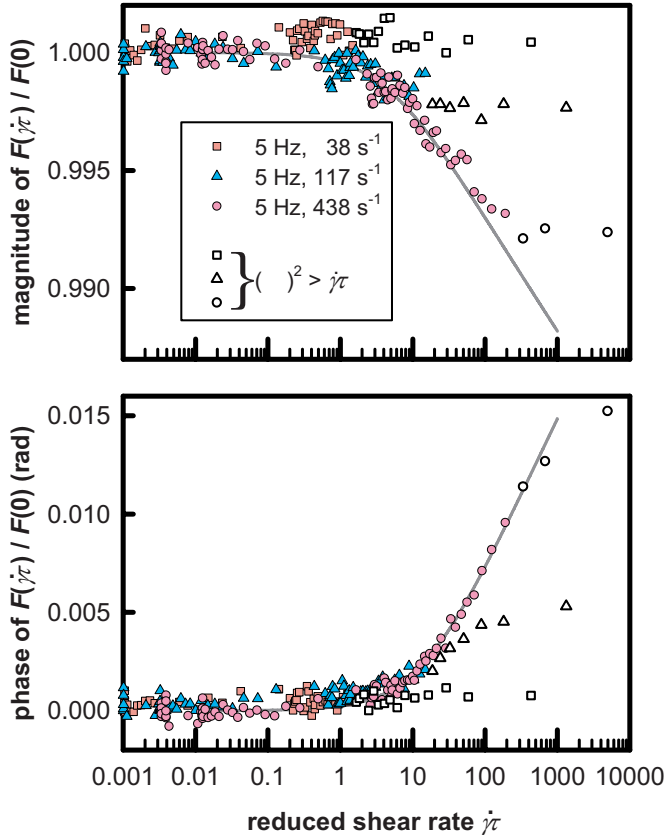 magnitude of F(γ̇τ) / F(0)
1.000
0.995
0.990
5 Hz, 38 s⁻¹
5 Hz, 117 s⁻¹
5 Hz, 438 s⁻¹
} ( )² > γ̇τ
phase of F(γ̇τ) / F(0) (rad)
0.015
0.010
0.005
0.000
0.001 0.01 0.1 1 10 100 1000 10000
reduced shear rate γ̇τ